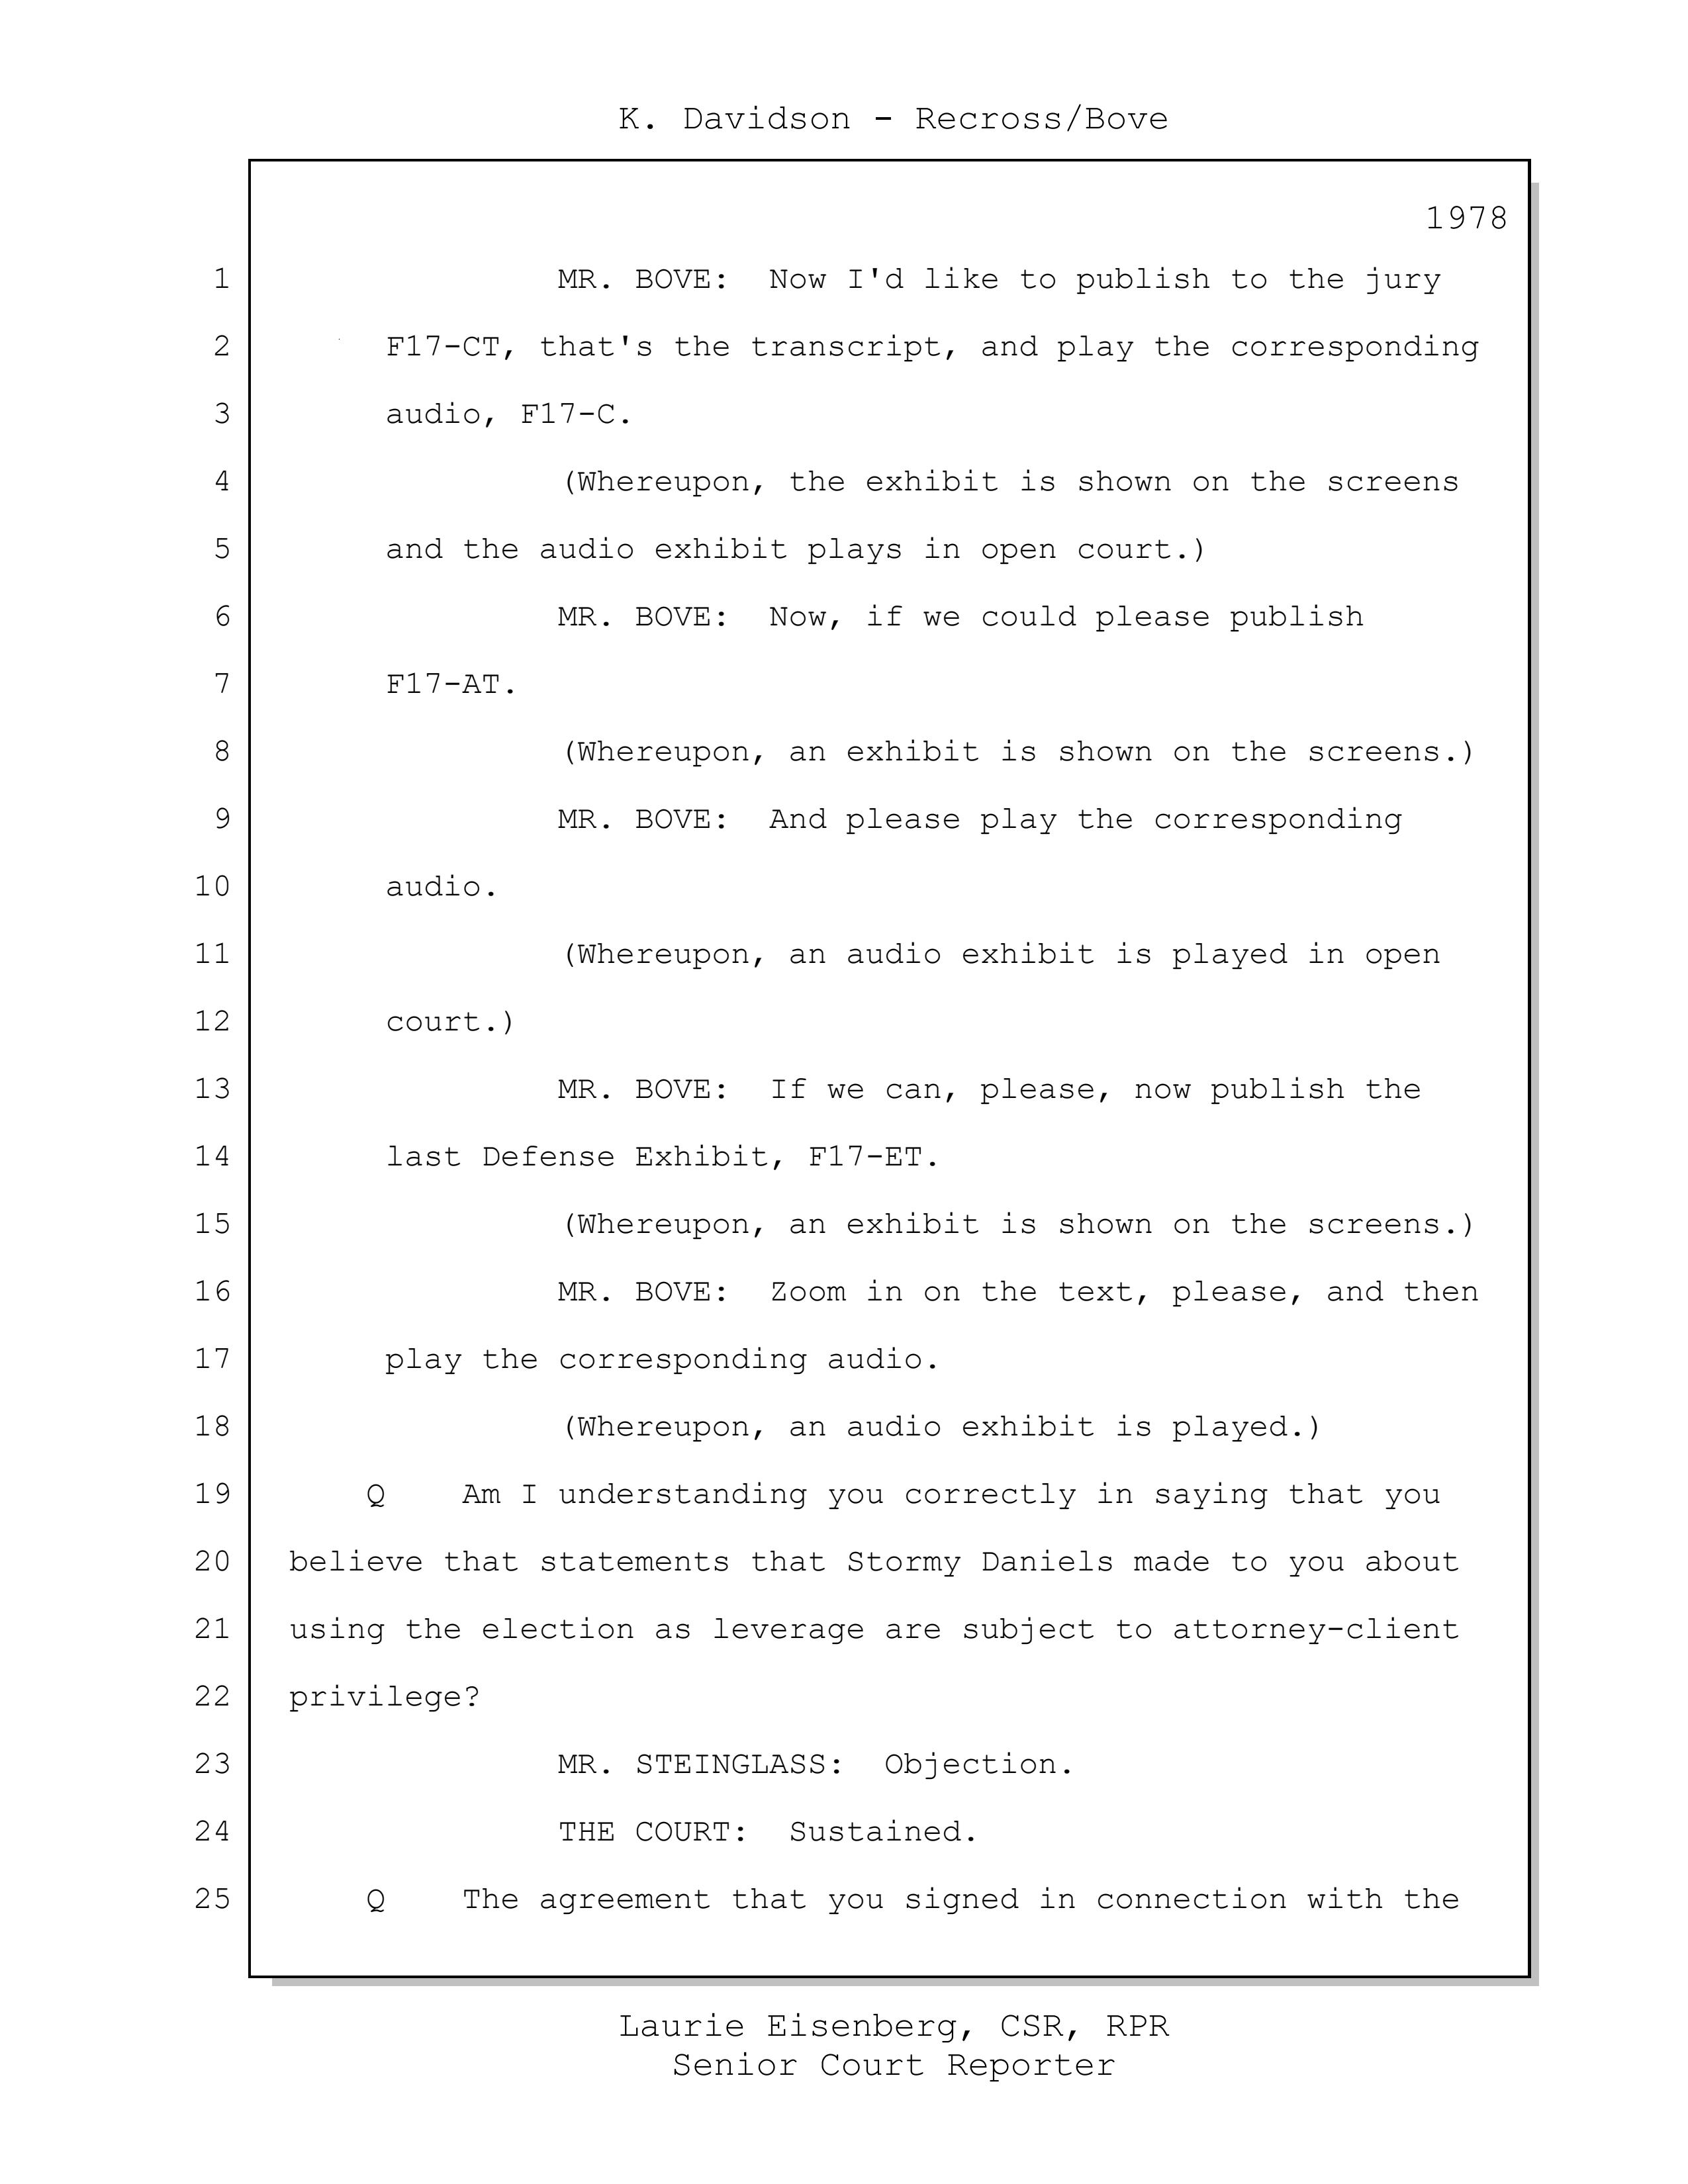 K. Davidson - Recross/Bove
1978
1 MR. BOVE: Now I'd like to publish to the jury
2 F17-CT, that's the transcript, and play the corresponding
3 audio, F17-C.
4 (Whereupon, the exhibit is shown on the screens
5 and the audio exhibit plays in open court.)
6 MR. BOVE: Now, if we could please publish
7 F17-AT.
8 (Whereupon, an exhibit is shown on the screens.)
9 MR. BOVE: And please play the corresponding
10 audio.
11 (Whereupon, an audio exhibit is played in open
12 court.)
13 MR. BOVE: If we can, please, now publish the
14 last Defense Exhibit, F17-ET.
15 (Whereupon, an exhibit is shown on the screens.)
16 MR. BOVE: Zoom in on the text, please, and then
17 play the corresponding audio.
18 (Whereupon, an audio exhibit is played.)
19 Q Am I understanding you correctly in saying that you
20 believe that statements that Stormy Daniels made to you about
21 using the election as leverage are subject to attorney-client
22 privilege?
23 MR. STEINGLASS: Objection.
24 THE COURT: Sustained.
25 Q The agreement that you signed in connection with the
Laurie Eisenberg, CSR, RPR
Senior Court Reporter